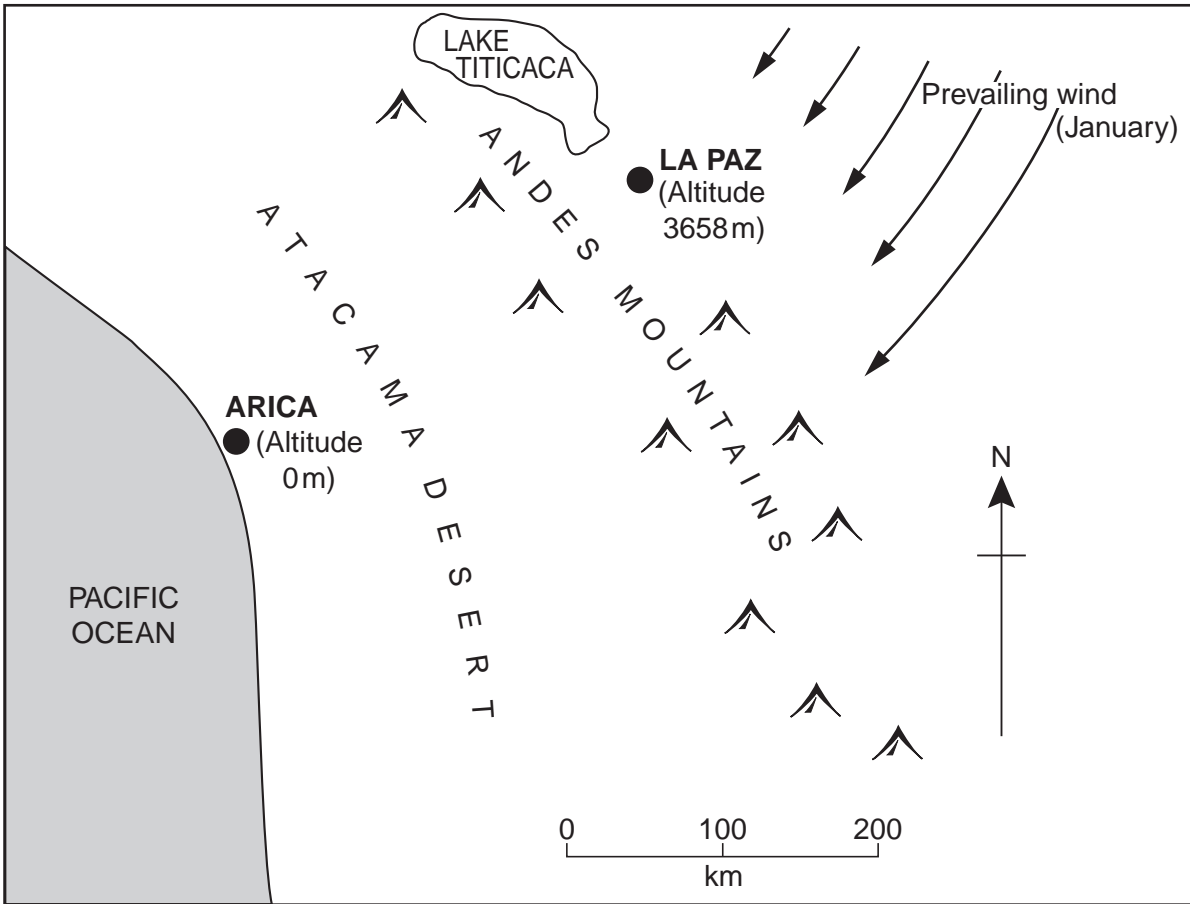 LAKE
TITICACA
Prevailing wind
(January)
LA PAZ
(Altitude
3658 m)
ANDES MOUNTAINS
ATACAMA DESERT
ARICA
(Altitude
0 m)
N
PACIFIC
OCEAN
0 100 200
km